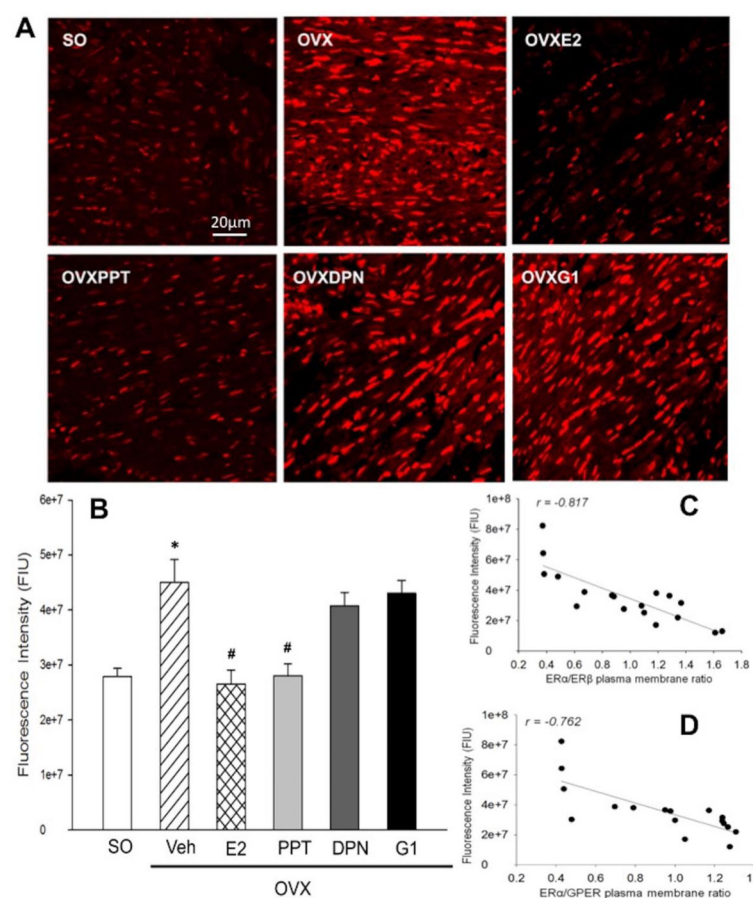 A
SO
OVX
OVXE2
20μm
OVXPPT
OVXDPN
OVXG1
B
Fluorescence Intensity (FIU)
6e+7
5e+7
4e+7
3e+7
2e+7
1e+7
0
*
#
#
SO
Veh
E2
PPT
DPN
G1
OVX
C
r = -0.817
Fluorescence Intensity (FIU)
1e+8
8e+7
6e+7
4e+7
2e+7
0
0.2 0.4 0.6 0.8 1.0 1.2 1.4 1.6 1.8
ERα/ERβ plasma membrane ratio
D
r = -0.762
Fluorescence Intensity (FIU)
1e+8
8e+7
6e+7
4e+7
2e+7
0
0.2 0.4 0.6 0.8 1.0 1.2
ERα/GPER plasma membrane ratio